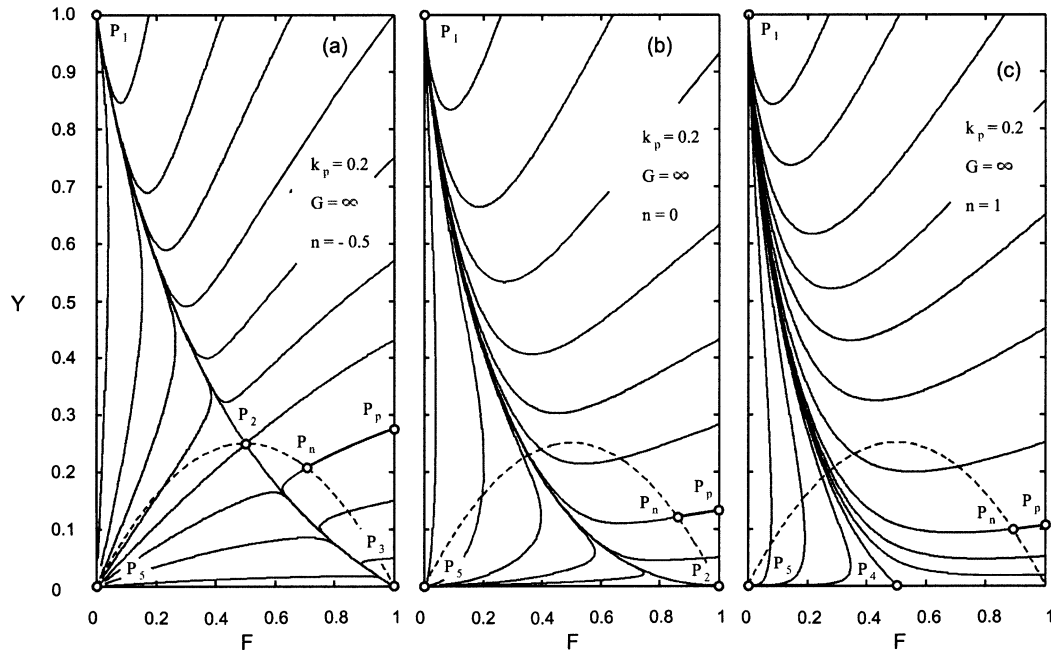 Y
1.0
0.9
0.8
0.7
0.6
0.5
0.4
0.3
0.2
0.1
0
P1
(a)
kp = 0.2
G = ∞
n = - 0.5
P2
Pn
Pp
P3
P5
0 0.2 0.4 0.6 0.8 1
F
P1
(b)
kp = 0.2
G = ∞
n = 0
Pn
Pp
P5
P2
0 0.2 0.4 0.6 0.8 1
F
P1
(c)
kp = 0.2
G = ∞
n = 1
Pn
Pp
P5
P4
0 0.2 0.4 0.6 0.8 1
F